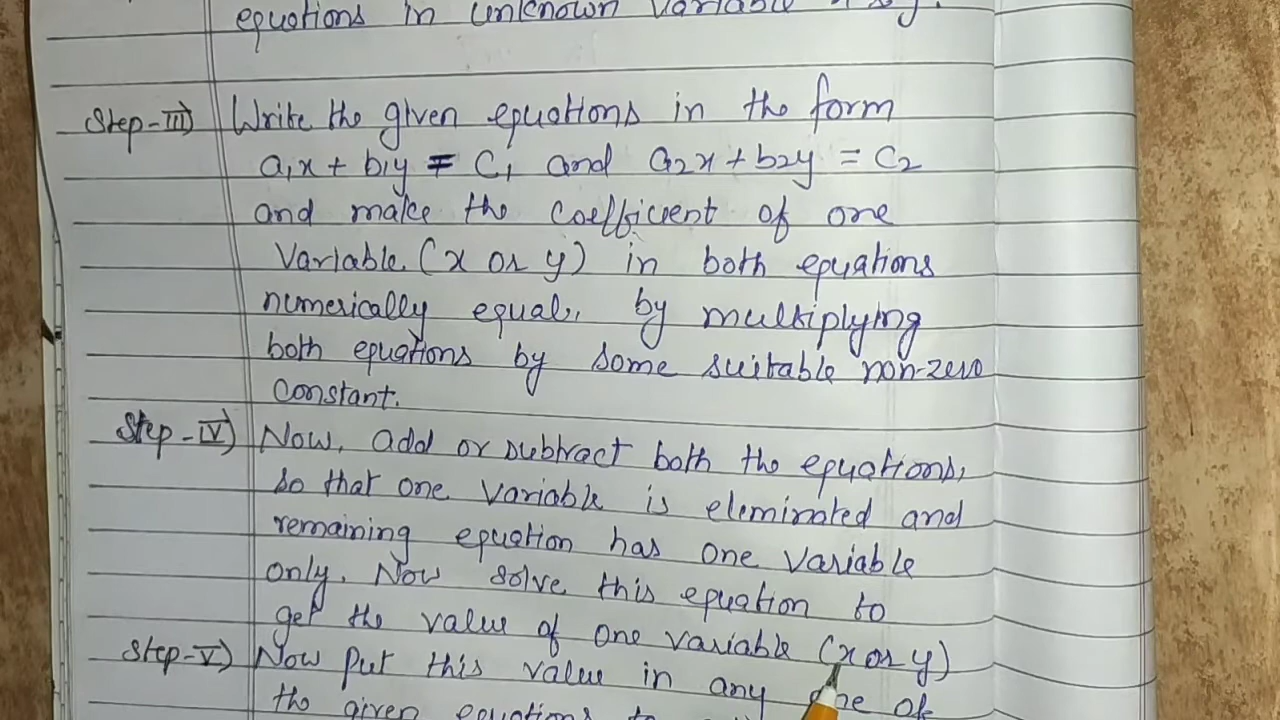 equations in unknown variable x y.
Step-III) Write the given equations in the form
a₁x + b₁y = C₁ and a₂x + b₂y = C₂
and make the coefficient of one
variable (x or y) in both equations
numerically equal, by multiplying
both equations by some suitable non-zero
constant.
Step-IV) Now, add or subtract both the equations,
so that one variable is eleminated and
remaining equation has one variable
only. Now solve this equation to
get the value of one variable (x or y)
Step-V) Now put this value in any one of
the given equations to